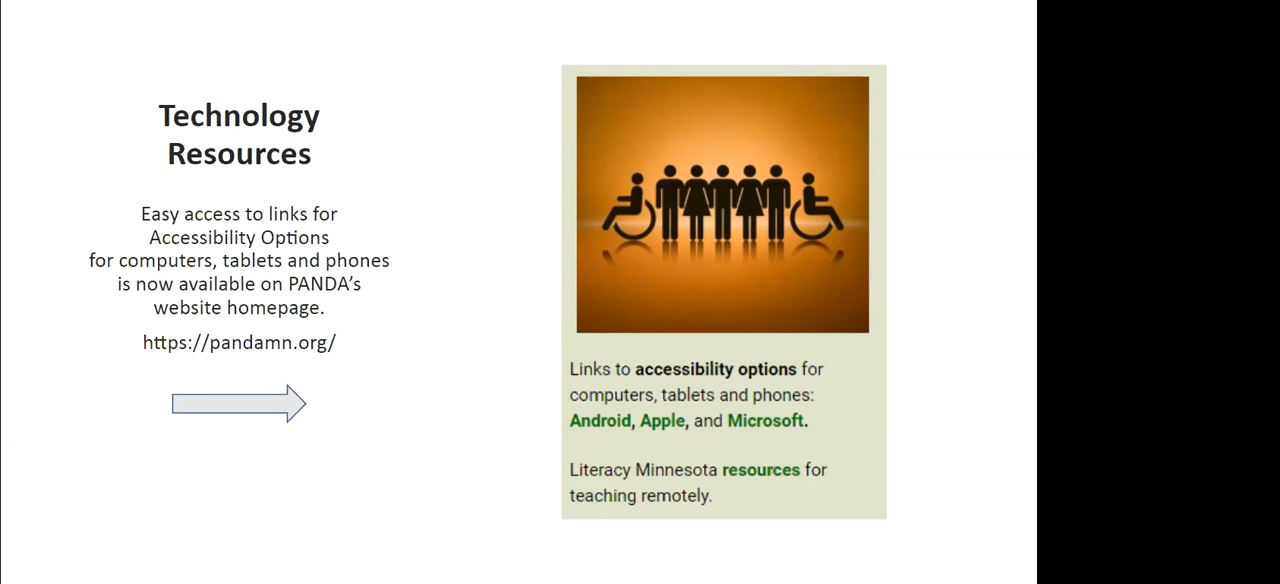 Technology
Resources
Easy access to links for
Accessibility Options
for computers, tablets and phones
is now available on PANDA’s
website homepage.
https://pandamn.org/
Links to accessibility options for
computers, tablets and phones:
Android, Apple, and Microsoft.
Literacy Minnesota resources for
teaching remotely.